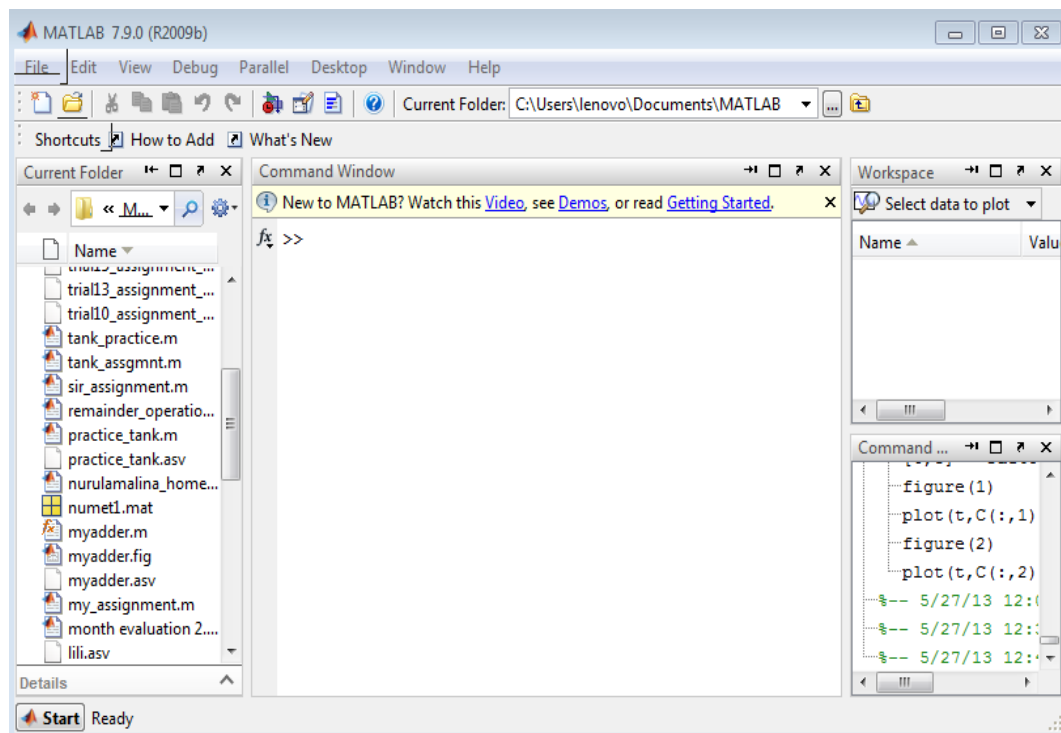 MATLAB 7.9.0 (R2009b)
File Edit View Debug Parallel Desktop Window Help
Current Folder: C:\Users\lenovo\Documents\MATLAB ...
Shortcuts How to Add What's New
Current Folder
« M...
Name
trial13_assignment_...
trial10_assignment_...
tank_practice.m
tank_assgmnt.m
sir_assignment.m
remainder_operatio...
practice_tank.m
practice_tank.asv
nurulamalina_home...
numet1.mat
myadder.m
myadder.fig
myadder.asv
my_assignment.m
month evaluation 2....
lili.asv
Details
Command Window
New to MATLAB? Watch this Video, see Demos, or read Getting Started.
fx >>
Workspace
Select data to plot
Name Valu
Command ...
figure(1)
plot(t,C(:,1)
figure(2)
plot(t,C(:,2)
%-- 5/27/13 12:
%-- 5/27/13 12:
%-- 5/27/13 12:
Start Ready